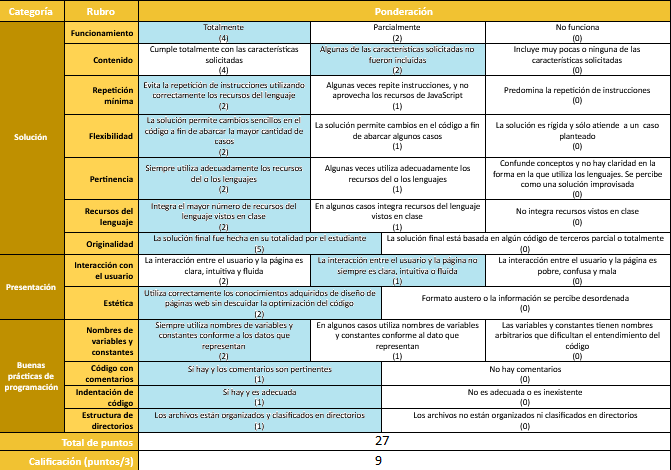 Categoría Rubro Ponderación
Solución
Funcionamiento
Totalmente
(4)
Parcialmente
(2)
No funciona
(0)
Contenido
Cumple totalmente con las características
solicitadas
(4)
Algunas de las características solicitadas no
fueron incluidas
(2)
Incluye muy pocas o ninguna de las
características solicitadas
(0)
Repetición
mínima
Evita la repetición de instrucciones utilizando
correctamente los recursos del lenguaje
(2)
Algunas veces repite instrucciones, y no
aprovecha los recursos de JavaScript
(1)
Predomina la repetición de instrucciones
(0)
Flexibilidad
La solución permite cambios sencillos en el
código a fin de abarcar la mayor cantidad de
casos
(2)
La solución permite cambios en el código a fin
de abarcar algunos casos
(1)
La solución es rígida y sólo atiende a un caso
planteado
(0)
Pertinencia
Siempre utiliza adecuadamente los recursos
del o los lenguajes
(2)
Algunas veces utiliza adecuadamente los
recursos del o los lenguajes
(1)
Confunde conceptos y no hay claridad en la
forma en la que utiliza los lenguajes. Se percibe
como una solución improvisada
(0)
Recursos del
lenguaje
Integra el mayor número de recursos del
lenguaje vistos en clase
(2)
En algunos casos integra recursos del lenguaje
vistos en clase
(1)
No integra recursos vistos en clase
(0)
Originalidad
La solución final fue hecha en su totalidad por el estudiante
(5)
La solución final está basada en algún código de terceros parcial o totalmente
(0)
Presentación
Interacción con
el usuario
La interacción entre el usuario y la página es
clara, intuitiva y fluida
(2)
La interacción entre el usuario y la página no
siempre es clara, intuitiva o fluida
(1)
La interacción entre el usuario y la página es
pobre, confusa y mala
(0)
Estética
Utiliza correctamente los conocimientos adquiridos de diseño de
páginas web sin descuidar la optimización del código
(2)
Formato austero o la información se percibe desordenada
(0)
Buenas
prácticas de
programación
Nombres de
variables y
constantes
Siempre utiliza nombres de variables y
constantes conforme a los datos que
representan
(2)
En algunos casos utiliza nombres de variables
y constantes conforme al dato que
representan
(1)
Las variables y constantes tienen nombres
arbitrarios que dificultan el entendimiento del
código
(0)
Código con
comentarios
Sí hay y los comentarios son pertinentes
(1)
No hay comentarios
(0)
Indentación de
código
Sí hay y es adecuada
(1)
No es adecuada o es inexistente
(0)
Estructura de
directorios
Los archivos están organizados y clasificados en directorios
(1)
Los archivos no están organizados ni clasificados en directorios
(0)
Total de puntos 27
Calificación (puntos/3) 9